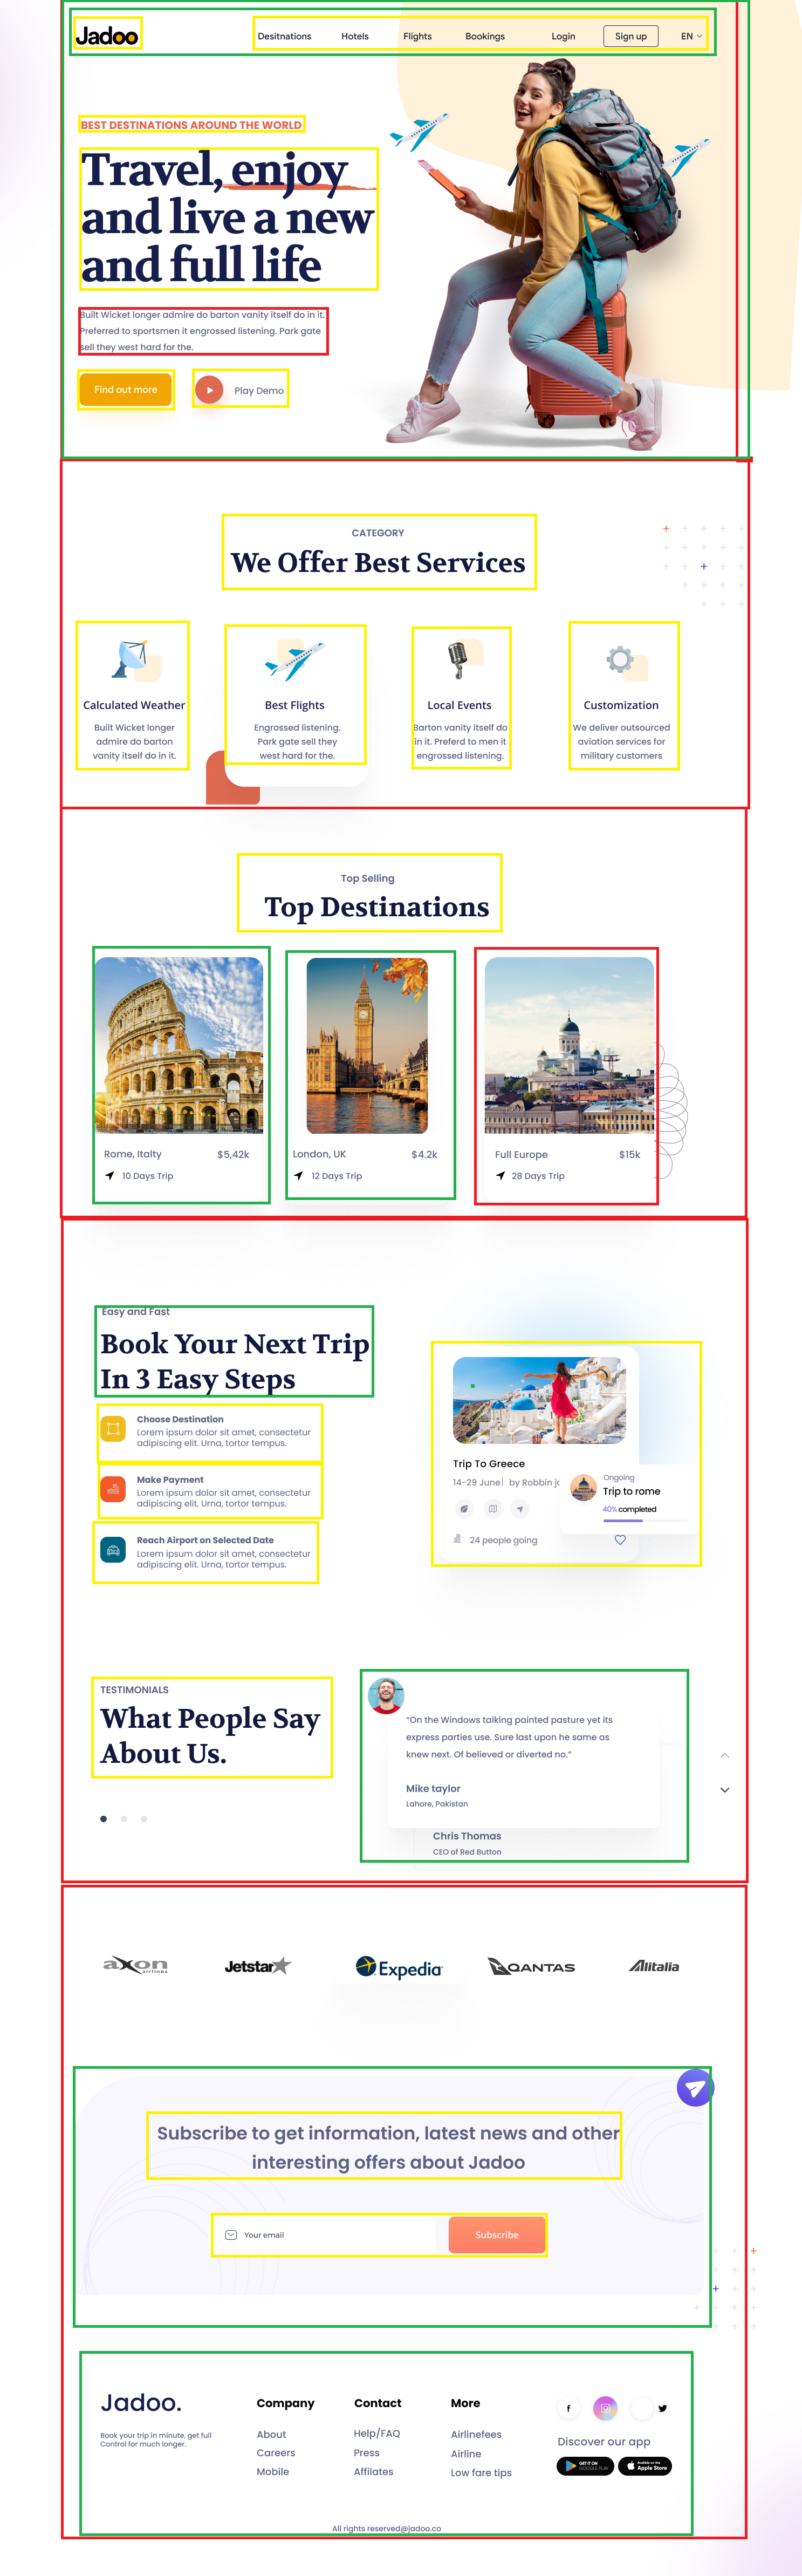 Jadoo
Desitnations Hotels Flights Bookings Login Sign up EN
BEST DESTINATIONS AROUND THE WORLD
Travel, enjoy
and live a new
and full life
Built Wicket longer admire do barton vanity itself do in it.
Preferred to sportsmen it engrossed listening. Park gate
sell they west hard for the.
Find out more Play Demo
CATEGORY
We Offer Best Services
Calculated Weather
Built Wicket longer
admire do barton
vanity itself do in it.
Best Flights
Engrossed listening.
Park gate sell they
west hard for the.
Local Events
Barton vanity itself do
in it. Preferd to men it
engrossed listening.
Customization
We deliver outsourced
aviation services for
military customers
Top Selling
Top Destinations
Rome, Italty $5,42k
10 Days Trip
London, UK $4.2k
12 Days Trip
Full Europe $15k
28 Days Trip
Easy and Fast
Book Your Next Trip
In 3 Easy Steps
Choose Destination
Lorem ipsum dolor sit amet, consectetur
adipiscing elit. Urna, tortor tempus.
Make Payment
Lorem ipsum dolor sit amet, consectetur
adipiscing elit. Urna, tortor tempus.
Reach Airport on Selected Date
Lorem ipsum dolor sit amet, consectetur
adipiscing elit. Urna, tortor tempus.
Trip To Greece
14-29 June | by Robbin jo
24 people going
Ongoing
Trip to rome
40% completed
TESTIMONIALS
What People Say
About Us.
“On the Windows talking painted pasture yet its
express parties use. Sure last upon he same as
knew next. Of believed or diverted no.”
Mike taylor
Lahore, Pakistan
Chris Thomas
CEO of Red Button
axon
airlines
Jetstar
Expedia
QANTAS
Alitalia
Subscribe to get information, latest news and other
interesting offers about Jadoo
Your email Subscribe
Jadoo.
Book your trip in minute, get full
Control for much longer.
Company
About
Careers
Mobile
Contact
Help/FAQ
Press
Affilates
More
Airlinefees
Airline
Low fare tips
Discover our app
GET IT ON
GOOGLE PLAY
Available on the
Apple Store
All rights reserved@jadoo.co